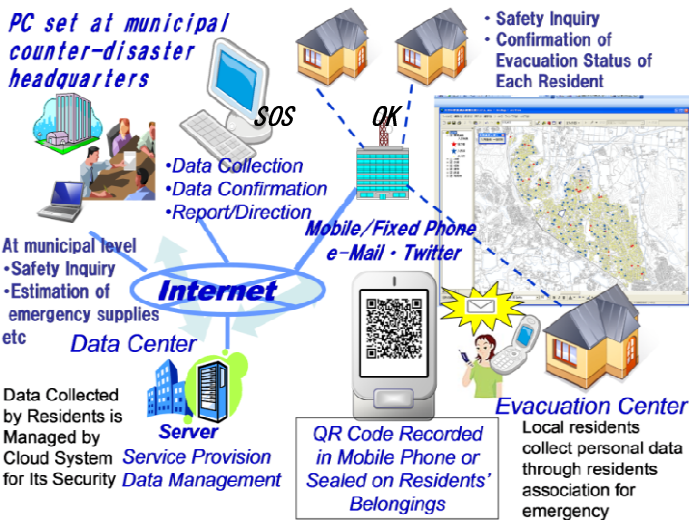 PC set at municipal
counter-disaster
headquarters
SOS
OK
・Safety Inquiry
・Confirmation of
Evacuation Status of
Each Resident
•Data Collection
•Data Confirmation
•Report/Direction
Mobile/Fixed Phone
e-Mail・Twitter
At municipal level
•Safety Inquiry
•Estimation of
emergency supplies
etc
Internet
Data Center
Server
Service Provision
Data Management
Data Collected
by Residents is
Managed by
Cloud System
for Its Security
QR Code Recorded
in Mobile Phone or
Sealed on Residents'
Belongings
Evacuation Center
Local residents
collect personal data
through residents
association for
emergency